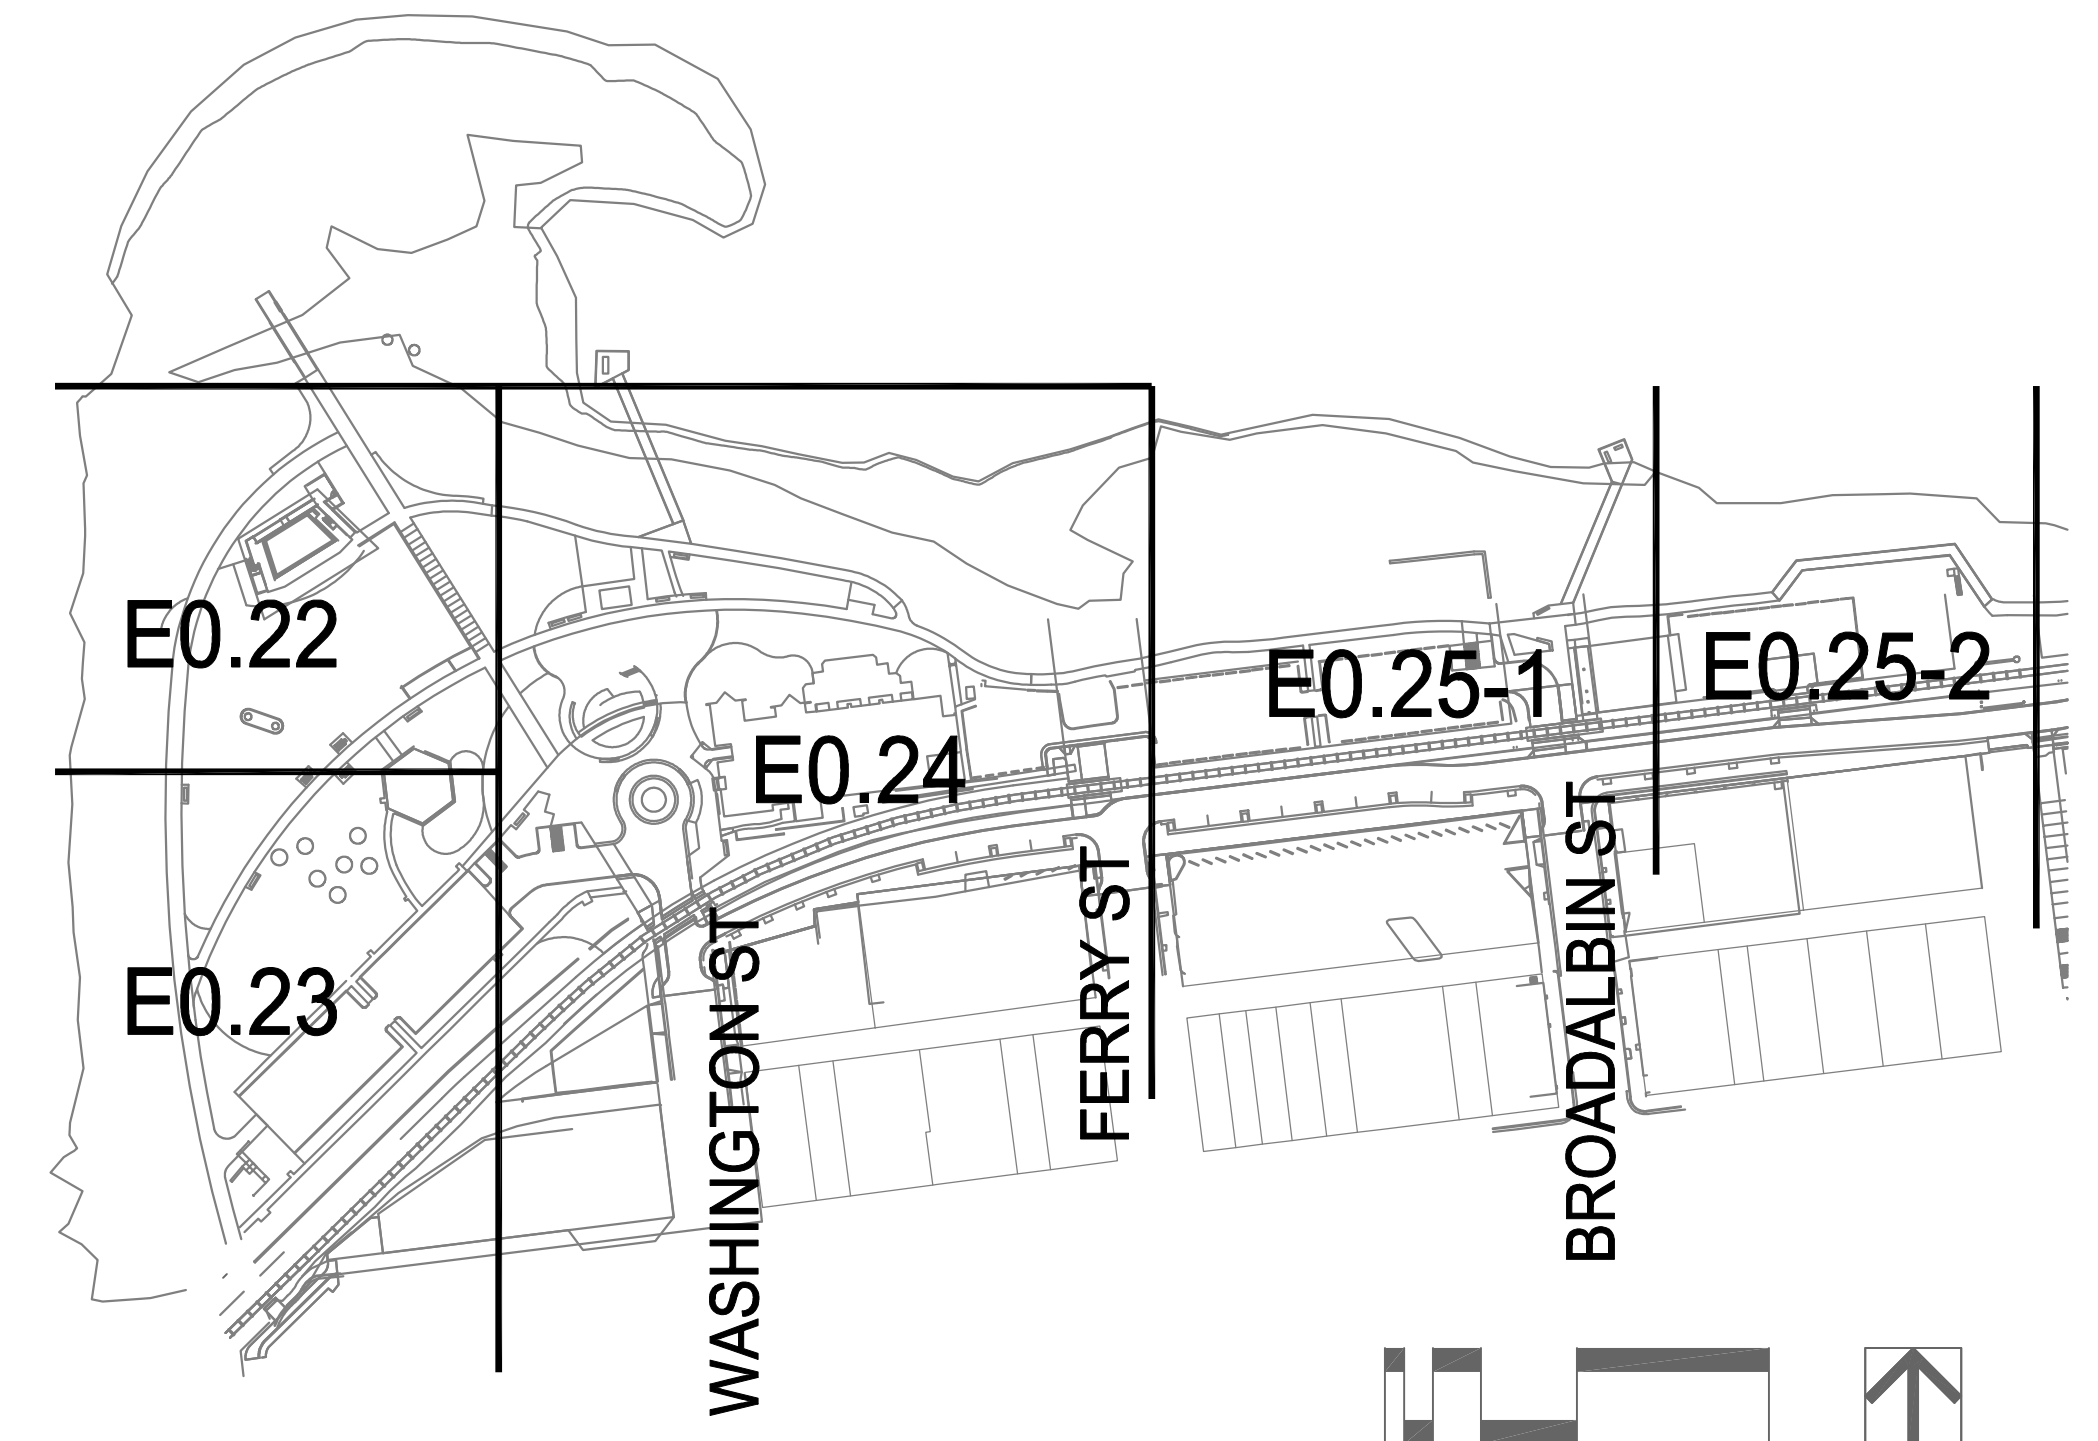 E0.22
E0.25-1
E0.25-2
E0.24
E0.23
WASHINGTON ST
FERRY ST
BROADALBIN ST